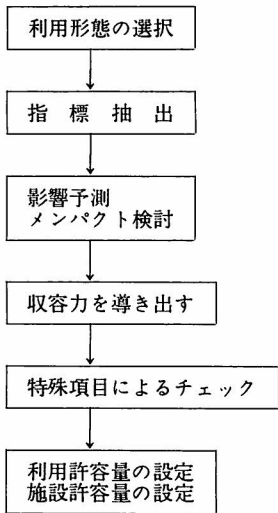 利用形態の選択
指標抽出
影響予測
メンパクト検討
収容力を導き出す
特殊項目によるチェック
利用許容量の設定
施設許容量の設定